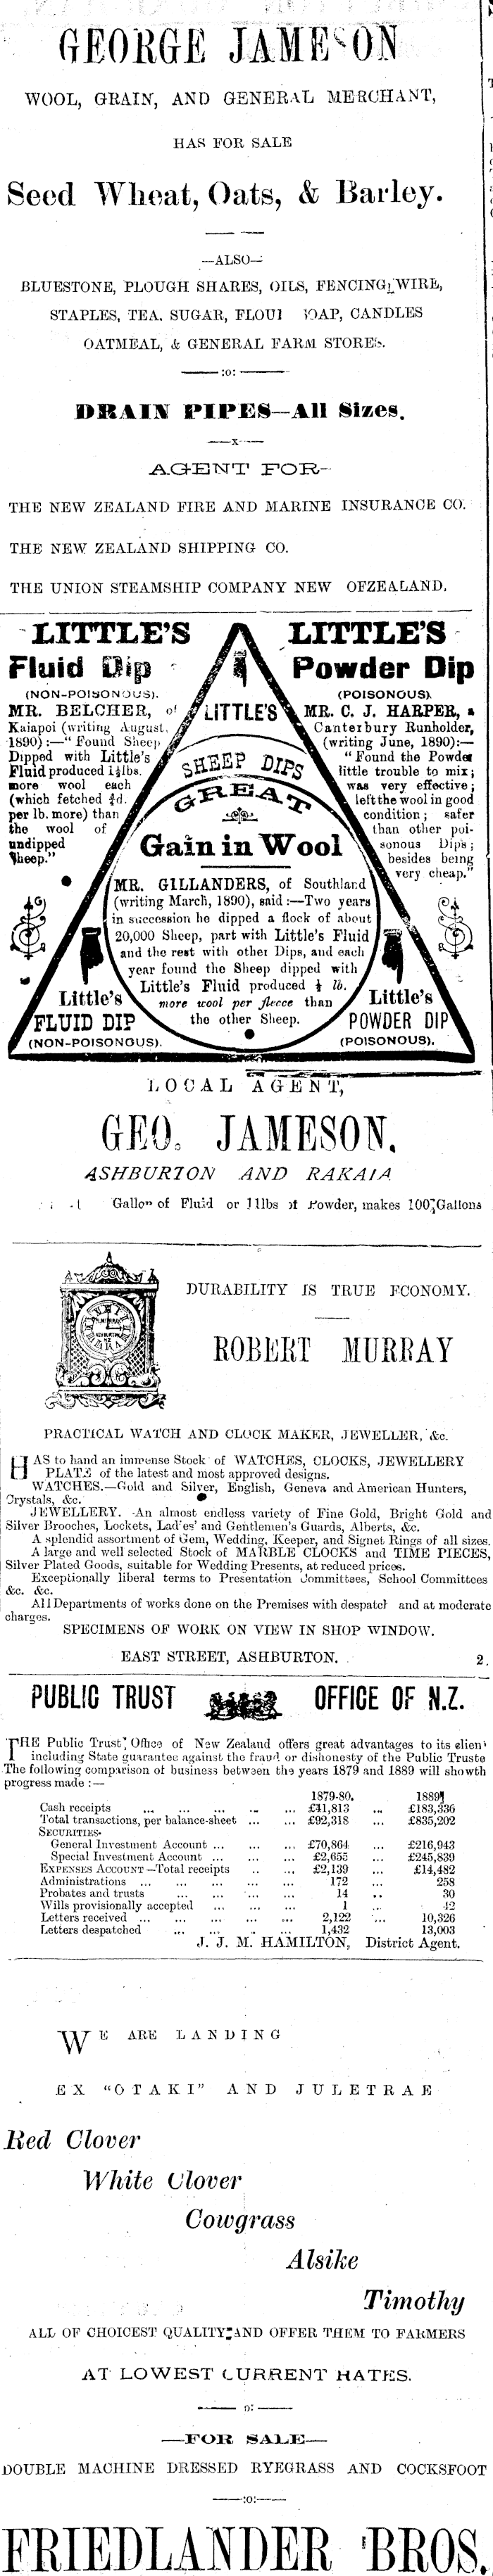 GEORGE JAMESON
WOOL, GRAIN, AND GENERAL MERCHANT,
HAS FOR SALE
Seed Wheat, Oats, & Barley.
—ALSO—
BLUESTONE, PLOUGH SHARES, OILS, FENCING WIRE,
STAPLES, TEA. SUGAR, FLOUR SOAP, CANDLES
OATMEAL, & GENERAL FARM STORES.
:o:
DRAIN PIPES—All Sizes.
—x—
AGENT FOR—
THE NEW ZEALAND FIRE AND MARINE INSURANCE CO.
THE NEW ZEALAND SHIPPING CO.
THE UNION STEAMSHIP COMPANY NEW OFZEALAND.
LITTLE'S
Fluid Dip
(NON-POISONOUS).
MR. BELCHER, of
Kaiapoi (writing August,
1890) :—" Found Sheep
Dipped with Little's
Fluid produced 1¼lbs.
more wool each
(which fetched ¾d.
per lb. more) than
the wool of
undipped
Sheep."
LITTLE'S
Powder Dip
(POISONOUS).
MR. C. J. HARPER, a
Canterbury Runholder,
(writing June, 1890):—
" Found the Powder
little trouble to mix;
was very effective;
left the wool in good
condition; safer
than other poi-
sonous Dips;
besides being
very cheap."
LITTLE'S
SHEEP DIPS
GREAT
Gain in Wool
MR. GILLANDERS, of Southland
(writing March, 1890), said :—Two years
in succession he dipped a flock of about
20,000 Sheep, part with Little's Fluid
and the rest with other Dips, and each
year found the Sheep dipped with
Little's Fluid produced ½ lb.
more wool per fleece than
the other Sheep.
Little's
FLUID DIP
(NON-POISONOUS).
Little's
POWDER DIP
(POISONOUS).
LOCAL AGENT,
GEO. JAMESON,
ASHBURTON AND RAKAIA
Gallon of Fluid or 11lbs of Powder, makes 100 Gallons
DURABILITY IS TRUE ECONOMY.
ROBERT MURRAY
PRACTICAL WATCH AND CLOCK MAKER, JEWELLER, &c.
HAS to hand an immense Stock of WATCHES, CLOCKS, JEWELLERY
PLATE of the latest and most approved designs.
WATCHES.—Gold and Silver, English, Geneva and American Hunters,
Crystals, &c.
JEWELLERY. -An almost endless variety of Fine Gold, Bright Gold and
Silver Brooches, Lockets, Ladies' and Gentlemen's Guards, Alberts, &c.
A splendid assortment of Gem, Wedding, Keeper, and Signet Rings of all sizes.
A large and well selected Stock of MARBLE CLOCKS and TIME PIECES,
Silver Plated Goods, suitable for Wedding Presents, at reduced prices.
Exceptionally liberal terms to Presentation Committees, School Committees
&c. &c.
All Departments of works done on the Premises with despatch and at moderate
charges.
SPECIMENS OF WORK ON VIEW IN SHOP WINDOW.
EAST STREET, ASHBURTON. 2.
PUBLIC TRUST OFFICE OF N.Z.
THE Public Trust Office of New Zealand offers great advantages to its clien
including State guarantee against the fraud or dishonesty of the Public Truste
The following comparison of business between the years 1879 and 1889 will showth
progress made :—
1879-80. 1889
Cash receipts ... £41,813 ... £183,336
Total transactions, per balance-sheet ... £92,318 ... £835,202
SECURITIES-
General Investment Account ... £70,864 ... £216,943
Special Investment Account ... £2,655 ... £245,839
EXPENSES ACCOUNT—Total receipts ... £2,139 ... £14,482
Administrations ... 172 ... 258
Probates and trusts ... 14 ... 30
Wills provisionally accepted ... 1 ... 42
Letters received ... 2,122 ... 10,326
Letters despatched ... 1,432 13,003
J. J. M. HAMILTON, District Agent.
WE ARE LANDING
EX "OTAKI" AND JULETRAE
Red Clover
White Clover
Cowgrass
Alsike
Timothy
ALL OF CHOICEST QUALITY AND OFFER THEM TO FARMERS
AT LOWEST CURRENT RATES.
:o:
—FOR SALE—
DOUBLE MACHINE DRESSED RYEGRASS AND COCKSFOOT
—:o:—
FRIEDLANDER BROS.